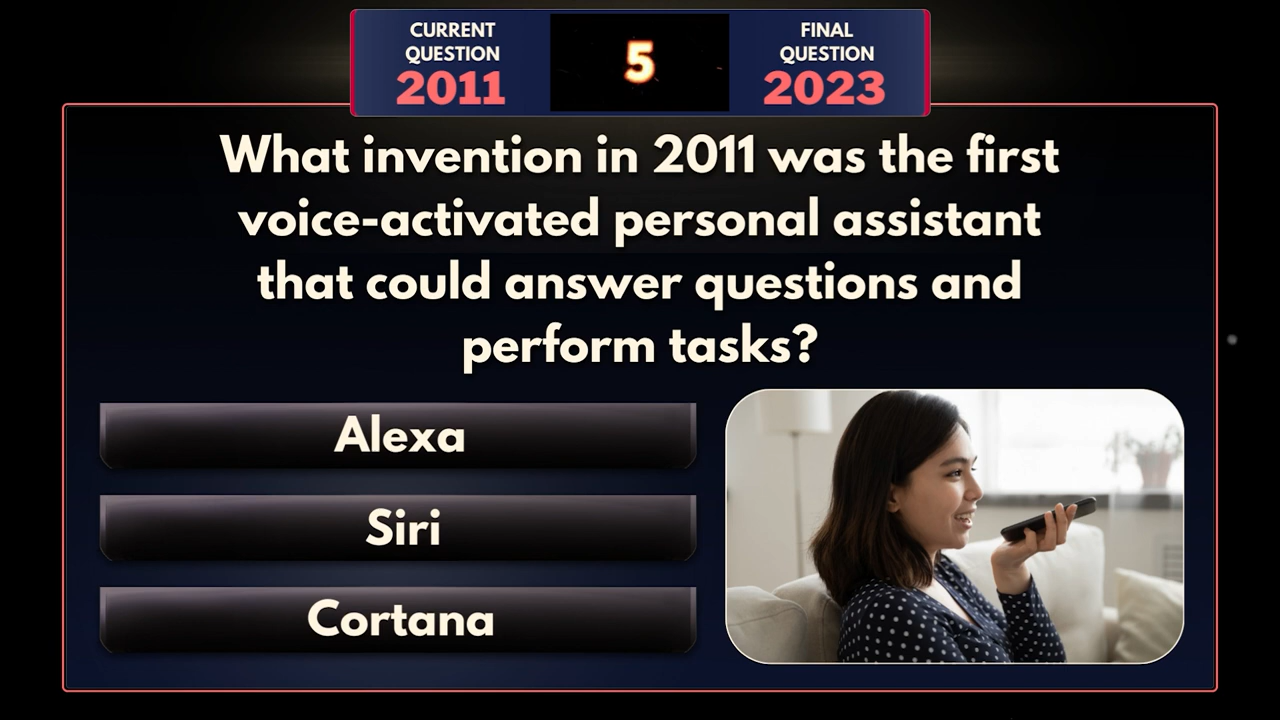 CURRENT
QUESTION
2011
5
FINAL
QUESTION
2023
What invention in 2011 was the first
voice-activated personal assistant
that could answer questions and
perform tasks?
Alexa
Siri
Cortana